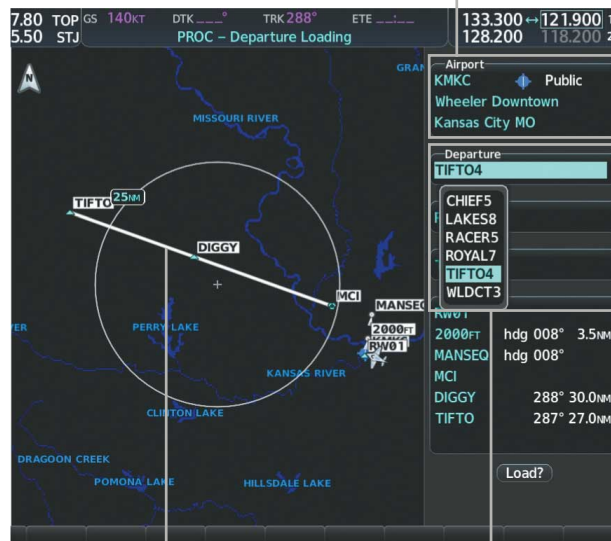 7.80 TOP GS 140KT DTK ___° TRK 288° ETE __:__ 133.300 ↔ 121.900
5.50 STJ PROC – Departure Loading 128.200 118.200
N
MISSOURI RIVER
TIFTO 25NM
DIGGY
MCI
MANSEQ
2000FT
RW01
PERRY LAKE
KANSAS RIVER
CLINTON LAKE
DRAGOON CREEK
POMONA LAKE
HILLSDALE LAKE
Airport
KMKC Public
Wheeler Downtown
Kansas City MO
Departure
TIFTO4
CHIEF5
LAKES8
RACER5
ROYAL7
TIFTO4
WLDCT3
RW01
2000FT hdg 008° 3.5NM
MANSEQ hdg 008°
MCI
DIGGY 288° 30.0NM
TIFTO 287° 27.0NM
Load?